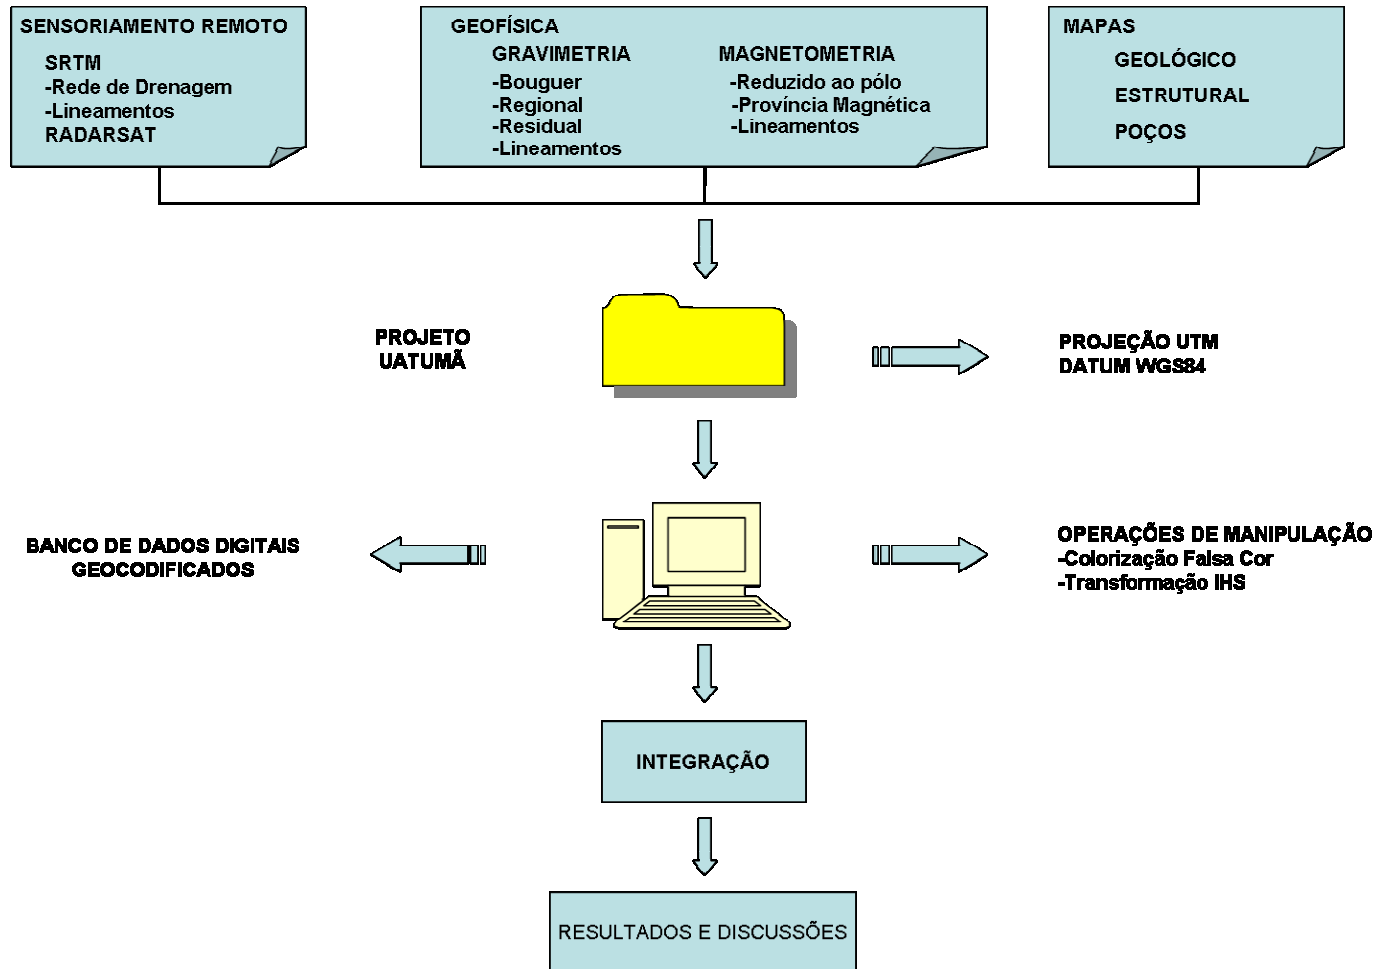 SENSORIAMENTO REMOTO
SRTM
-Rede de Drenagem
-Lineamentos
RADARSAT
GEOFÍSICA
GRAVIMETRIA
-Bouguer
-Regional
-Residual
-Lineamentos
MAGNETOMETRIA
-Reduzido ao pólo
-Província Magnética
-Lineamentos
MAPAS
GEOLÓGICO
ESTRUTURAL
POÇOS
PROJETO
UATUMÃ
PROJEÇÃO UTM
DATUM WGS84
BANCO DE DADOS DIGITAIS
GEOCODIFICADOS
OPERAÇÕES DE MANIPULAÇÃO
-Colorização Falsa Cor
-Transformação IHS
INTEGRAÇÃO
RESULTADOS E DISCUSSÕES